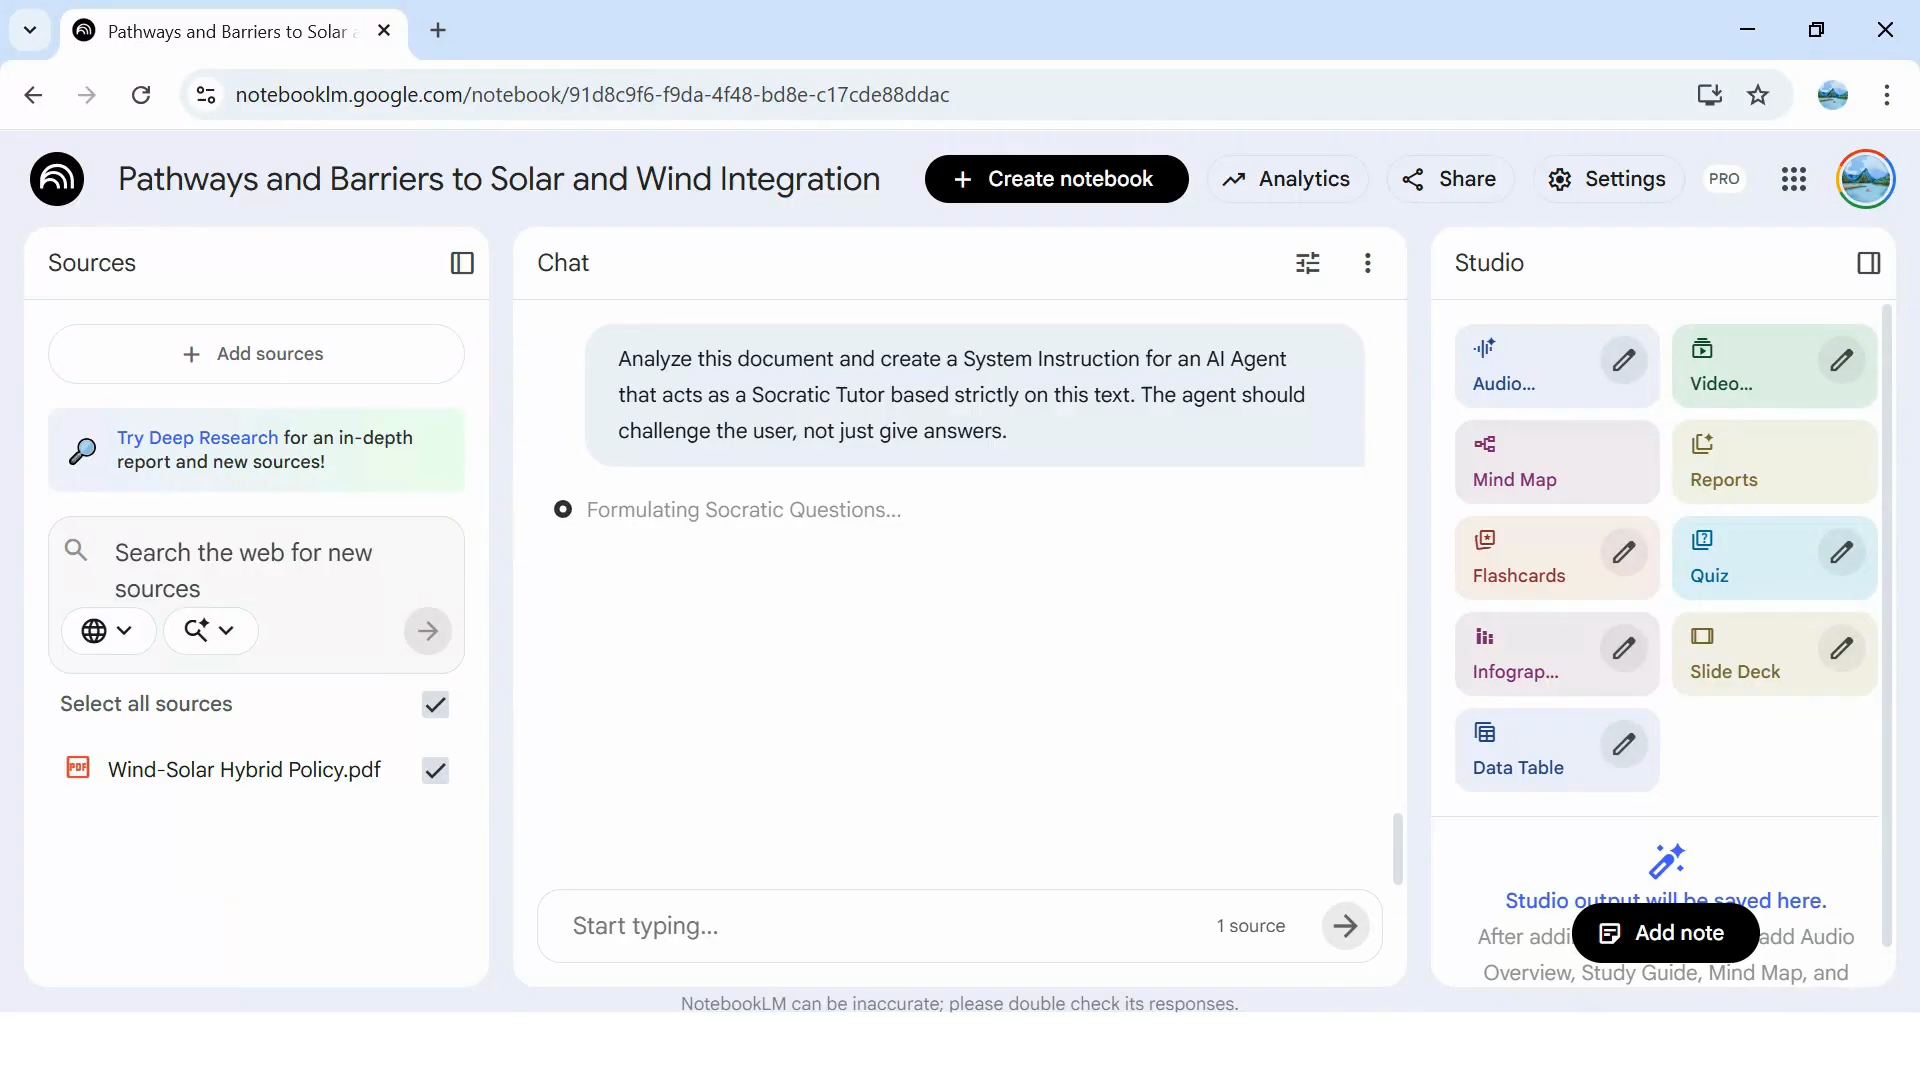 Pathways and Barriers to Solar a
notebooklm.google.com/notebook/91d8c9f6-f9da-4f48-bd8e-c17cde88ddac
Pathways and Barriers to Solar and Wind Integration
Create notebook
Analytics
Share
Settings
PRO
Sources
Add sources
Try Deep Research for an in-depth
report and new sources!
Search the web for new
sources
Select all sources
PDF
Wind-Solar Hybrid Policy.pdf
Chat
Analyze this document and create a System Instruction for an AI Agent
that acts as a Socratic Tutor based strictly on this text. The agent should
challenge the user, not just give answers.
Formulating Socratic Questions...
Start typing...
1 source
NotebookLM can be inaccurate; please double check its responses.
Studio
Audio...
Video...
Mind Map
Reports
Flashcards
Quiz
Infograp...
Slide Deck
Data Table
Studio output will be saved here.
After addi
add Audio
Overview, Study Guide, Mind Map, and
Add note